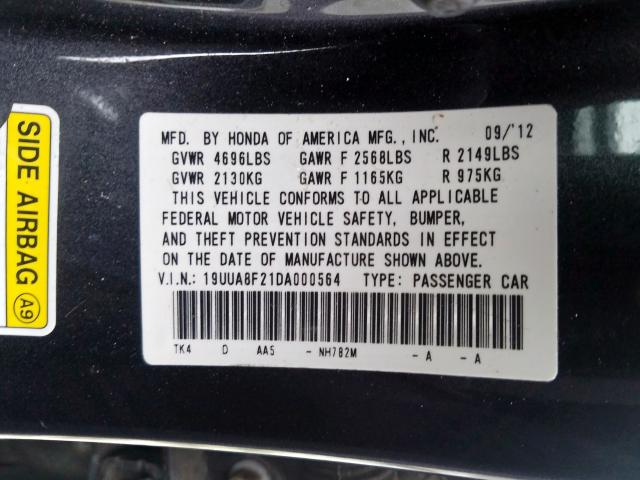 MFD. BY HONDA OF AMERICA MFG., INC. 09/'12
GVWR 4696LBS GAWR F 2568LBS R 2149LBS
GVWR 2130KG GAWR F 1165KG R 975KG
THIS VEHICLE CONFORMS TO ALL APPLICABLE
FEDERAL MOTOR VEHICLE SAFETY, BUMPER,
AND THEFT PREVENTION STANDARDS IN EFFECT
ON THE DATE OF MANUFACTURE SHOWN ABOVE.
V.I.N.: 19UUA8F21DA000564 TYPE: PASSENGER CAR
TK4 D AA5 - NH782M - A - A
SIDE AIRBAG A9